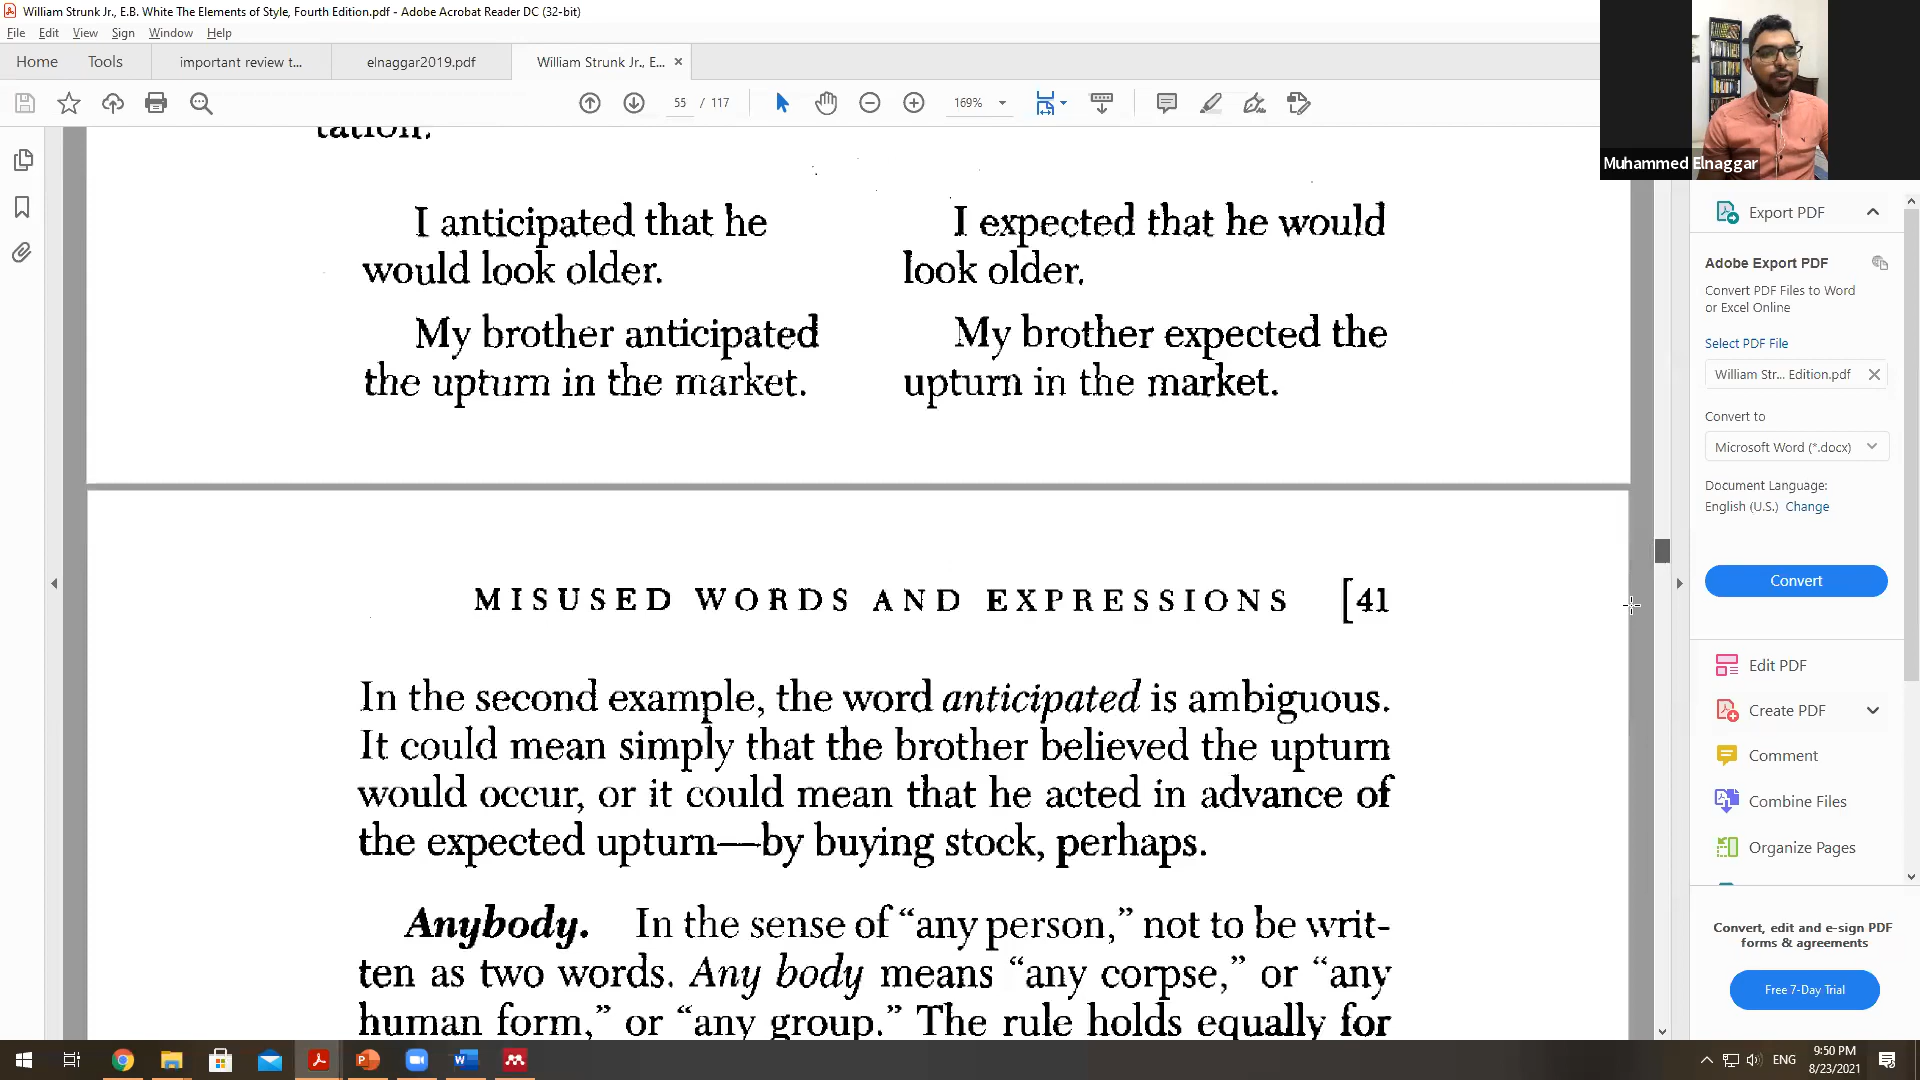 William Strunk Jr., E.B. White The Elements of Style, Fourth Edition.pdf - Adobe Acrobat Reader DC (32-bit)
File Edit View Sign Window Help
Home Tools important review t... elnaggar2019.pdf William Strunk Jr., E... ×
55 / 117 169%
Muhammed Elnaggar
tation.
I anticipated that he
would look older.
I expected that he would
look older.
My brother anticipated
the upturn in the market.
My brother expected the
upturn in the market.
MISUSED WORDS AND EXPRESSIONS [41
In the second example, the word anticipated is ambiguous.
It could mean simply that the brother believed the upturn
would occur, or it could mean that he acted in advance of
the expected upturn—by buying stock, perhaps.
Anybody. In the sense of “any person,” not to be writ-
ten as two words. Any body means “any corpse,” or “any
human form,” or “any group.” The rule holds equally for
Export PDF
Adobe Export PDF
Convert PDF Files to Word
or Excel Online
Select PDF File
William Str... Edition.pdf
Convert to
Microsoft Word (*.docx)
Document Language:
English (U.S.) Change
Convert
Edit PDF
Create PDF
Comment
Combine Files
Organize Pages
Convert, edit and e-sign PDF
forms & agreements
Free 7-Day Trial
ENG
9:50 PM
8/23/2021